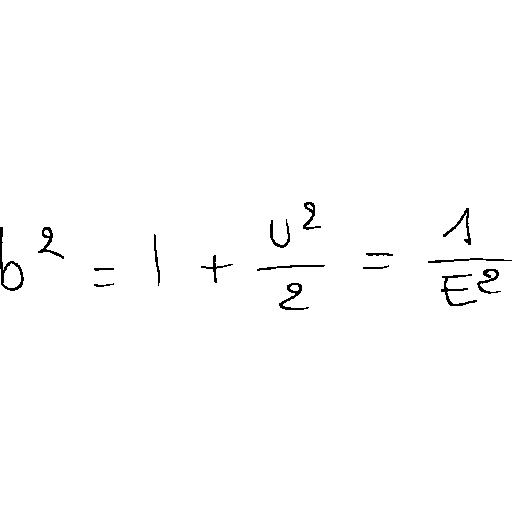 b² = 1 + u²/2 = 1/E²